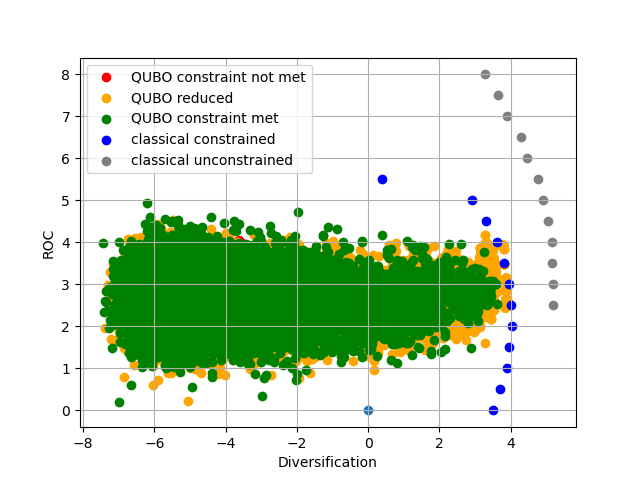 QUBO constraint not met
QUBO reduced
QUBO constraint met
classical constrained
classical unconstrained
8
7
6
5
4
3
2
1
0
ROC
−8 −6 −4 −2 0 2 4
Diversification